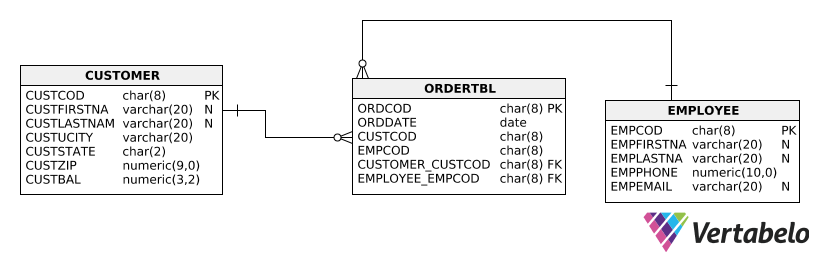 CUSTOMER
CUSTCOD char(8) PK
CUSTFIRSTNA varchar(20) N
CUSTLASTNAM varchar(20) N
CUSTUCITY varchar(20)
CUSTSTATE char(2)
CUSTZIP numeric(9,0)
CUSTBAL numeric(3,2)
ORDERTBL
ORDCOD char(8) PK
ORDDATE date
CUSTCOD char(8)
EMPCOD char(8)
CUSTOMER_CUSTCOD char(8) FK
EMPLOYEE_EMPCOD char(8) FK
EMPLOYEE
EMPCOD char(8) PK
EMPFIRSTNA varchar(20) N
EMPLASTNA varchar(20) N
EMPPHONE numeric(10,0)
EMPEMAIL varchar(20) N
Vertabelo